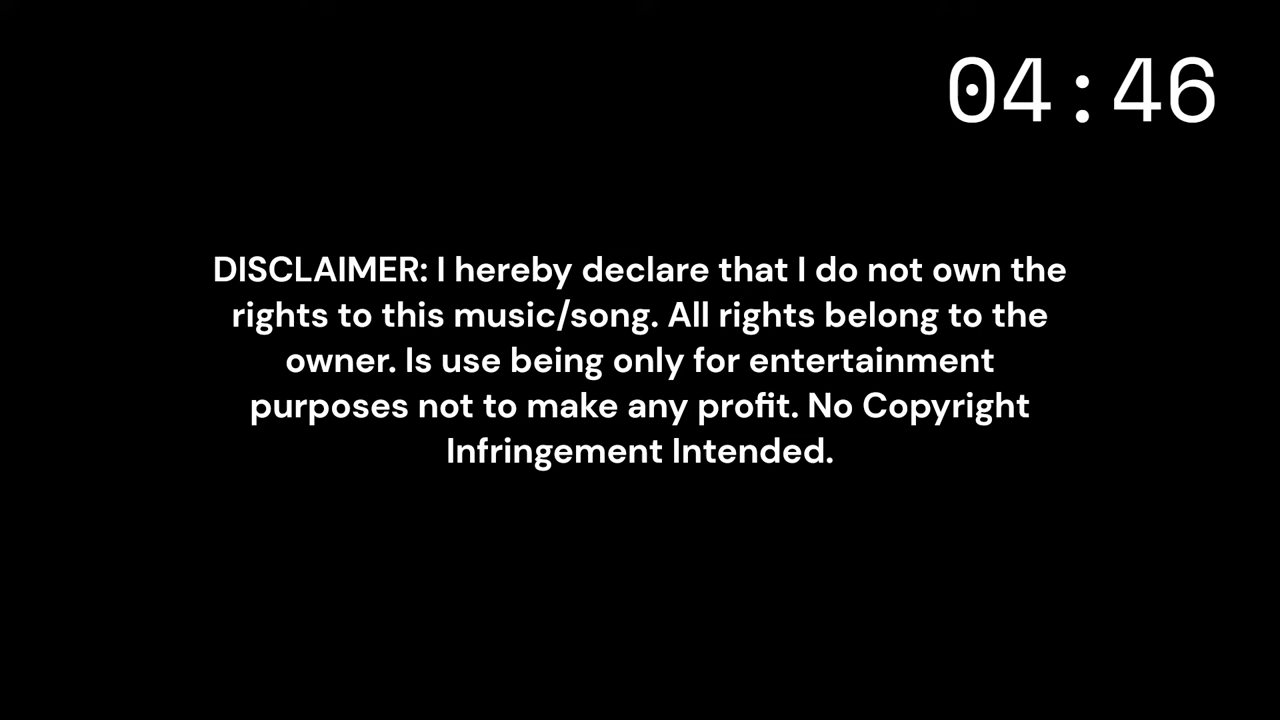 04:46
DISCLAIMER: I hereby declare that I do not own the
rights to this music/song. All rights belong to the
owner. Is use being only for entertainment
purposes not to make any profit. No Copyright
Infringement Intended.